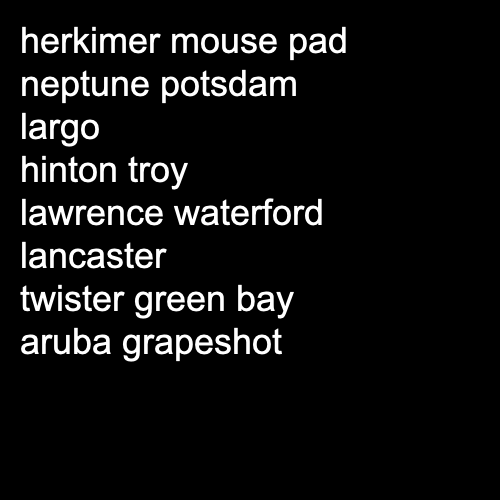 herkimer mouse pad
neptune potsdam
largo
hinton troy
lawrence waterford
lancaster
twister green bay
aruba grapeshot